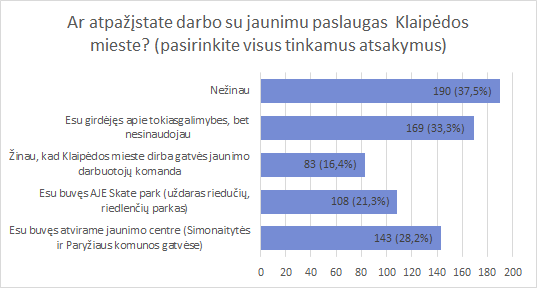 Ar atpažįstate darbo su jaunimu paslaugas Klaipėdos
mieste? (pasirinkite visus tinkamus atsakymus)
Nežinau
190 (37,5%)
Esu girdėjęs apie tokiasgalimybes, bet
nesinaudojau
169 (33,3%)
Žinau, kad Klaipėdos mieste dirba gatvės jaunimo
darbuotojų komanda
83 (16,4%)
Esu buvęs AJE Skate park (uždaras riedučių,
riedlenčių parkas)
108 (21,3%)
Esu buvęs atvirame jaunimo centre (Simonaitytės
ir Paryžiaus komunos gatvėse)
143 (28,2%)
0 20 40 60 80 100 120 140 160 180 200